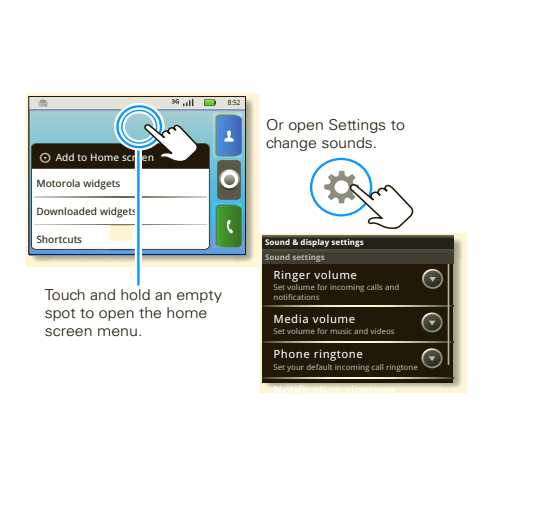 3G
8:52
Add to Home screen
Motorola widgets
Downloaded widgets
Shortcuts
Touch and hold an empty
spot to open the home
screen menu.
Or open Settings to
change sounds.
Sound & display settings
Sound settings
Ringer volume
Set volume for incoming calls and
notifications
Media volume
Set volume for music and videos
Phone ringtone
Set your default incoming call ringtone